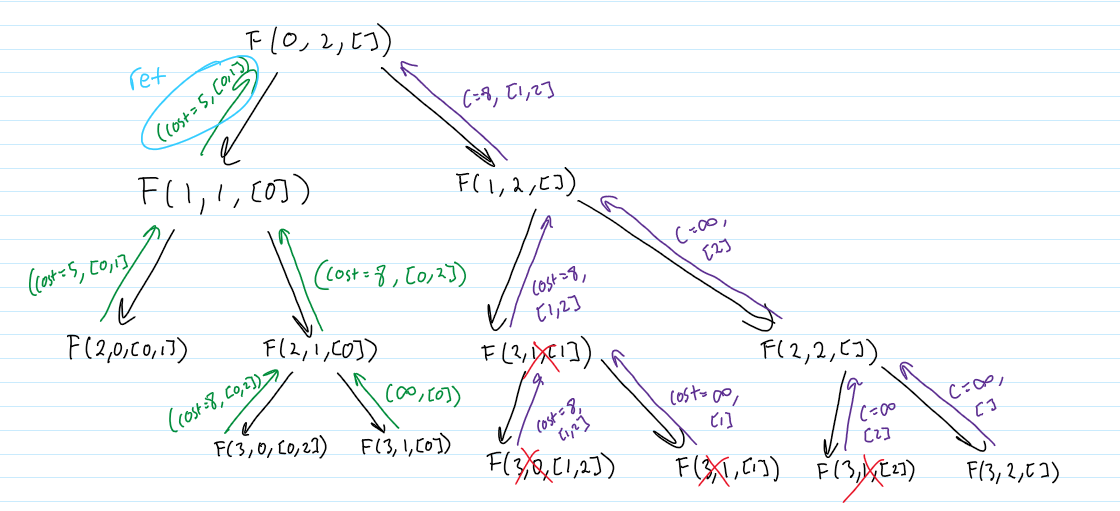 F(0, 2, [])
ret
(cost=5, [0,1])
C=8, [1,2]
F(1, 1, [0])
F(1, 2, [])
C=∞,
[2]
(cost=5, [0,1]
(cost=8, [0,2])
cost=8,
[1,2]
F(2,0,[0,1])
F(2,1,[0])
F(2,1,[1])
F(2,2,[])
(cost=8, [0,2])
(∞, [0])
cost=8,
[1,2]
cost=∞,
[1]
C=∞
[2]
C=∞,
[]
F(3,0,[0,2])
F(3,1,[0])
F(3,0,[1,2])
F(3,1,[1])
F(3,1,[2])
F(3,2,[])